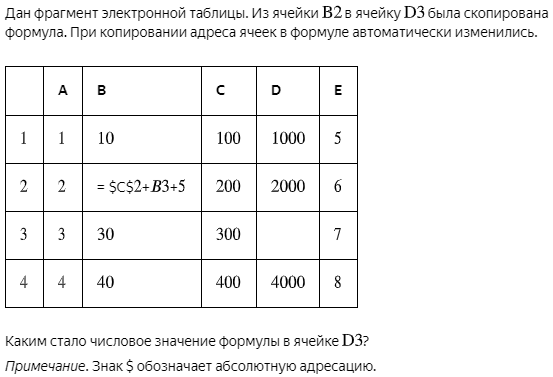 Дан фрагмент электронной таблицы. Из ячейки B2 в ячейку D3 была скопирована
формула. При копировании адреса ячеек в формуле автоматически изменились.
A B C D E
1 1 10 100 1000 5
2 2 = $C$2+B3+5 200 2000 6
3 3 30 300 7
4 4 40 400 4000 8
Каким стало числовое значение формулы в ячейке D3?
Примечание. Знак $ обозначает абсолютную адресацию.